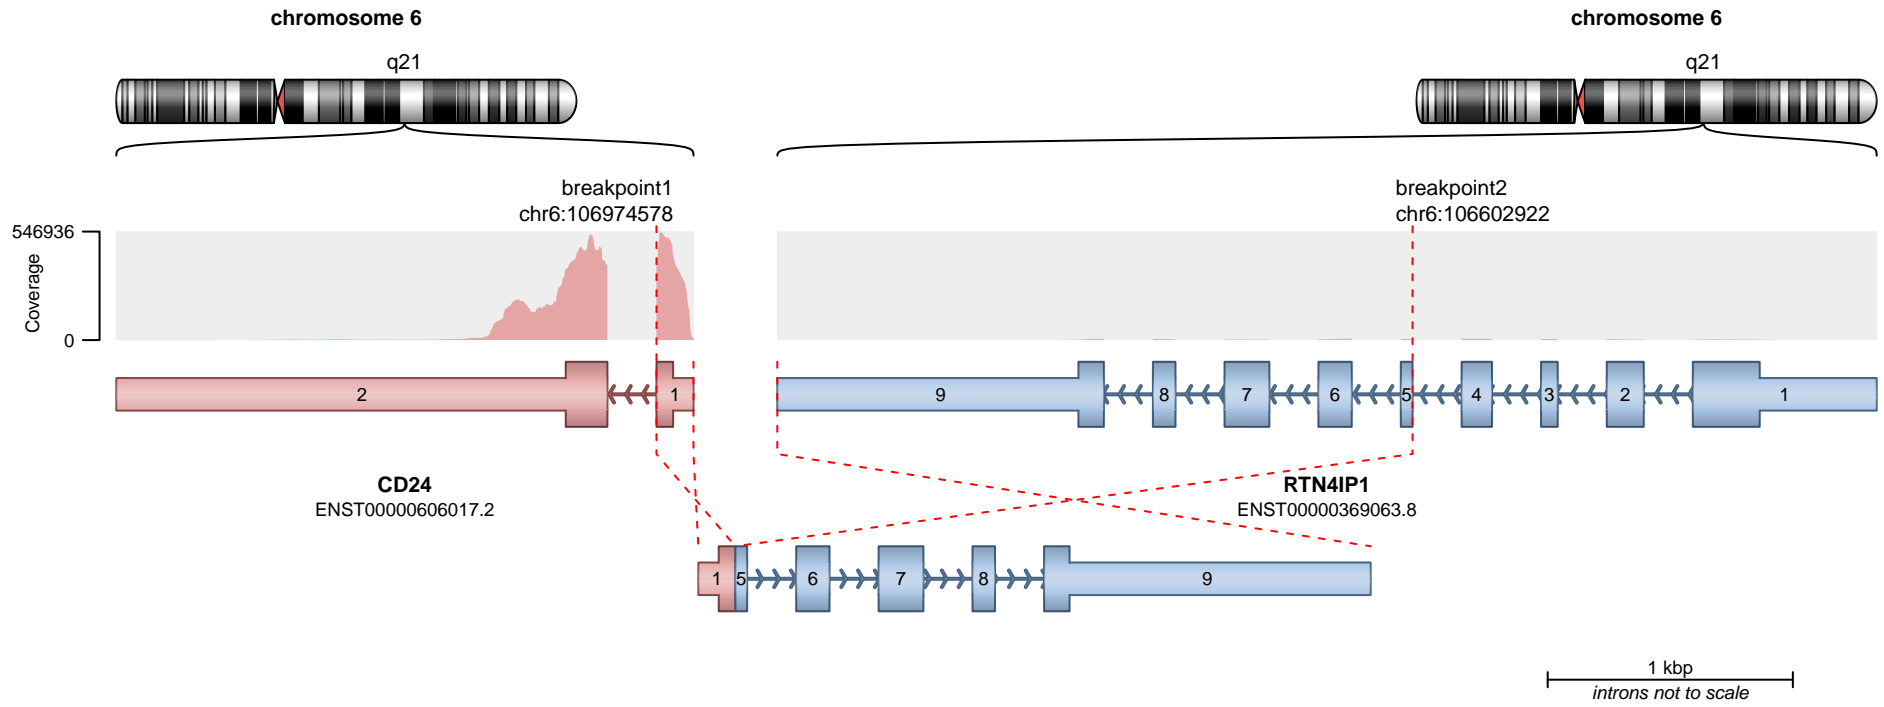 chromosome 6
chromosome 6
q21
q21
breakpoint1
chr6:106974578
breakpoint2
chr6:106602922
546936
Coverage
0
2
1
9
8
7
6
5
4
3
2
1
CD24
ENST00000606017.2
RTN4IP1
ENST00000369063.8
1
5
6
7
8
9
1 kbp
introns not to scale